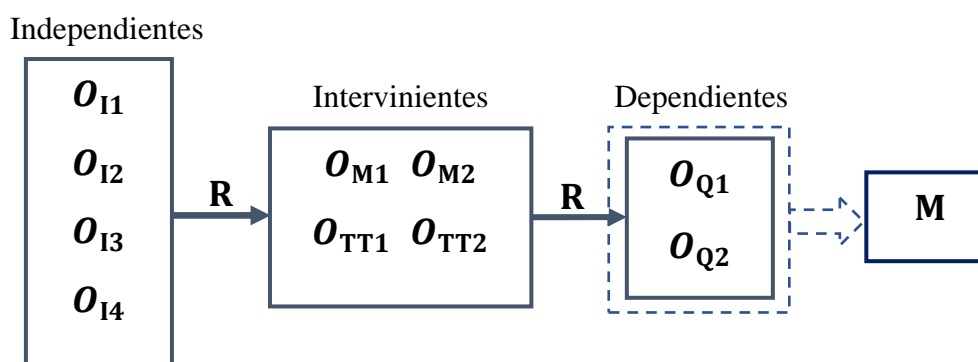 Independientes
O_I1
O_I2
O_I3
O_I4
R
Intervinientes
O_M1 O_M2
O_TT1 O_TT2
R
Dependientes
O_Q1
O_Q2
M